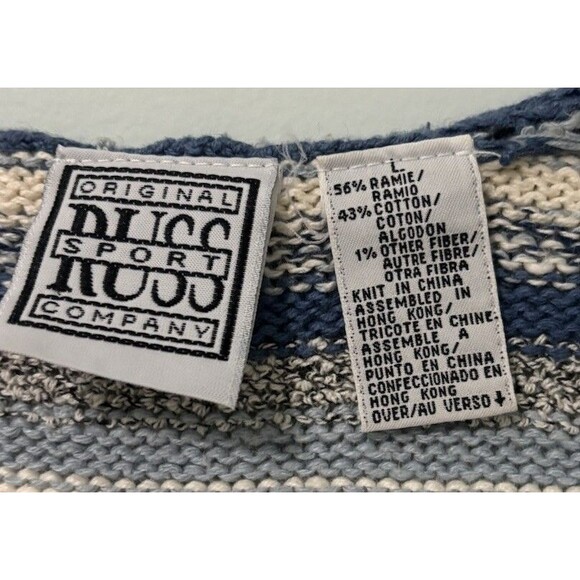 ORIGINAL
RUSS
SPORT
COMPANY
L
56% RAMIE/
RAMIO
43% COTTON/
COTON/
ALGODON
1% OTHER FIBER/
AUTRE FIBRE/
OTRA FIBRA
KNIT IN CHINA
ASSEMBLED IN
HONG KONG/
TRICOTE EN CHINE
ASSEMBLE A
HONG KONG/
PUNTO EN CHINA
CONFECCIONADO EN
HONG KONG
OVER/AU VERSO ↓